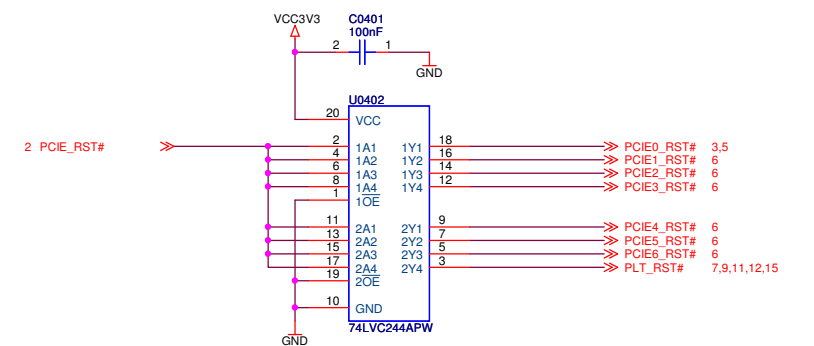 VCC3V3
C0401
100nF
2 1
GND
U0402
20 VCC
2 PCIE_RST#
2 1A1 1Y1 18 PCIE0_RST# 3,5
4 1A2 1Y2 16 PCIE1_RST# 6
6 1A3 1Y3 14 PCIE2_RST# 6
8 1A4 1Y4 12 PCIE3_RST# 6
1 1OE
11 2A1 2Y1 9 PCIE4_RST# 6
13 2A2 2Y2 7 PCIE5_RST# 6
15 2A3 2Y3 5 PCIE6_RST# 6
17 2A4 2Y4 3 PLT_RST# 7,9,11,12,15
19 2OE
10 GND
74LVC244APW
GND